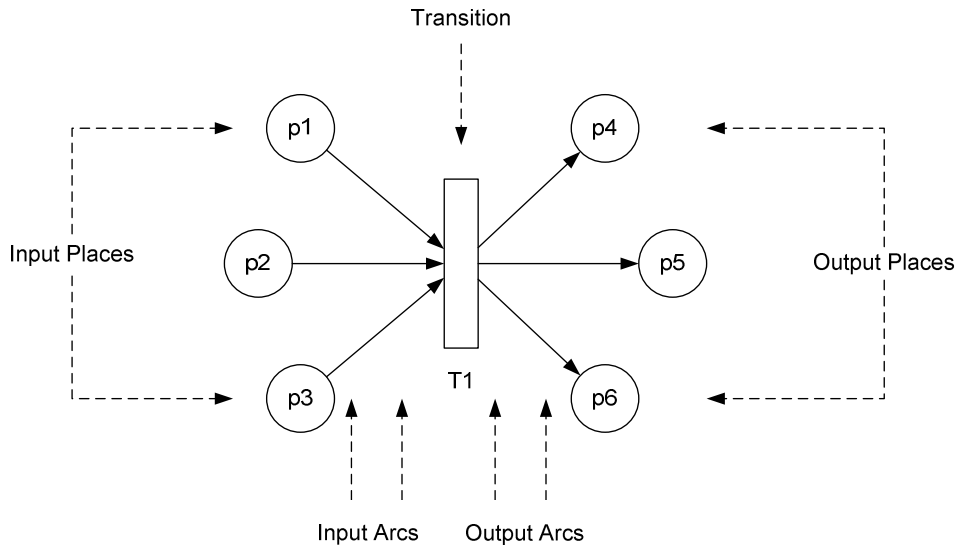 Transition
p1
p4
Input Places
p2
p5
Output Places
T1
p3
p6
Input Arcs
Output Arcs